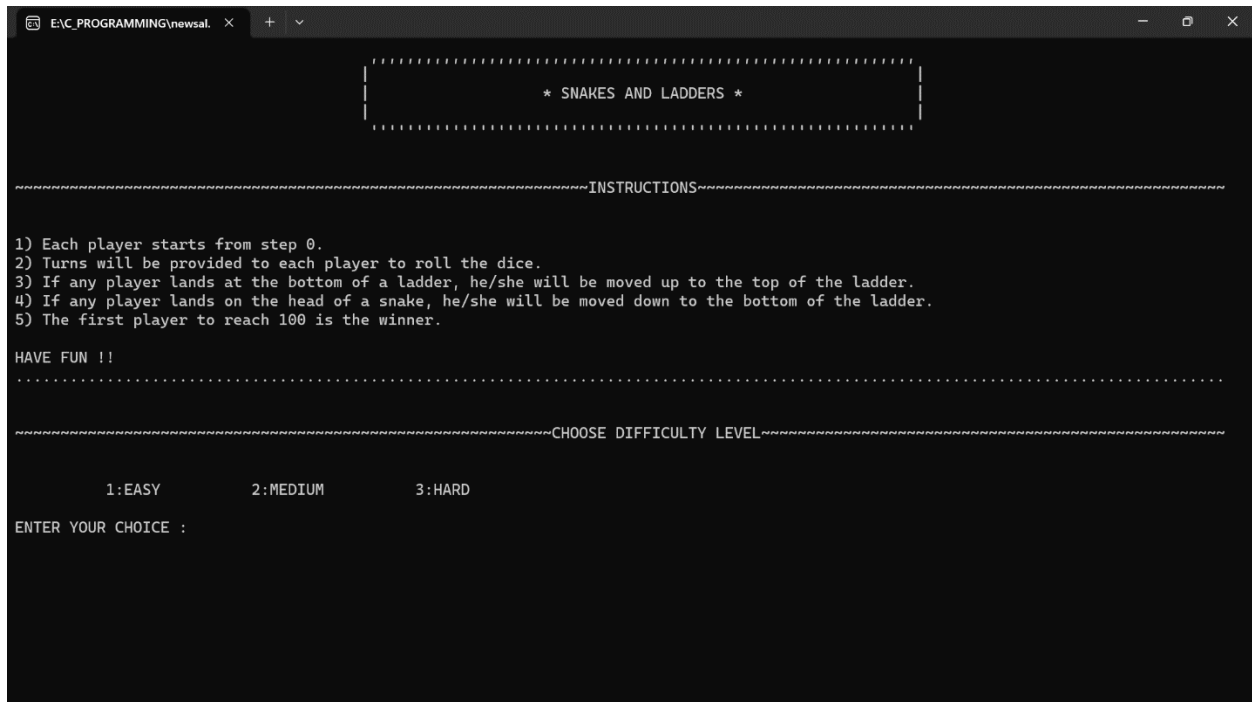 E:\C_PROGRAMMING\newsal.
* SNAKES AND LADDERS *
~~~~~~~~~~~~~~~~~~~~~~~~~~~~~~~~~~~~~~~~~~~~~~~~~~~~~~~~~~~~~~~INSTRUCTIONS~~~~~~~~~~~~~~~~~~~~~~~~~~~~~~~~~~~~~~~~~~~~~~~~~~~~~~~~~~
1) Each player starts from step 0.
2) Turns will be provided to each player to roll the dice.
3) If any player lands at the bottom of a ladder, he/she will be moved up to the top of the ladder.
4) If any player lands on the head of a snake, he/she will be moved down to the bottom of the ladder.
5) The first player to reach 100 is the winner.
HAVE FUN !!
.....................................................................................................................................
~~~~~~~~~~~~~~~~~~~~~~~~~~~~~~~~~~~~~~~~~~~~~~~~~~~~~~~~~~~CHOOSE DIFFICULTY LEVEL~~~~~~~~~~~~~~~~~~~~~~~~~~~~~~~~~~~~~~~~~~~~~~~~~~~
1:EASY 2:MEDIUM 3:HARD
ENTER YOUR CHOICE :